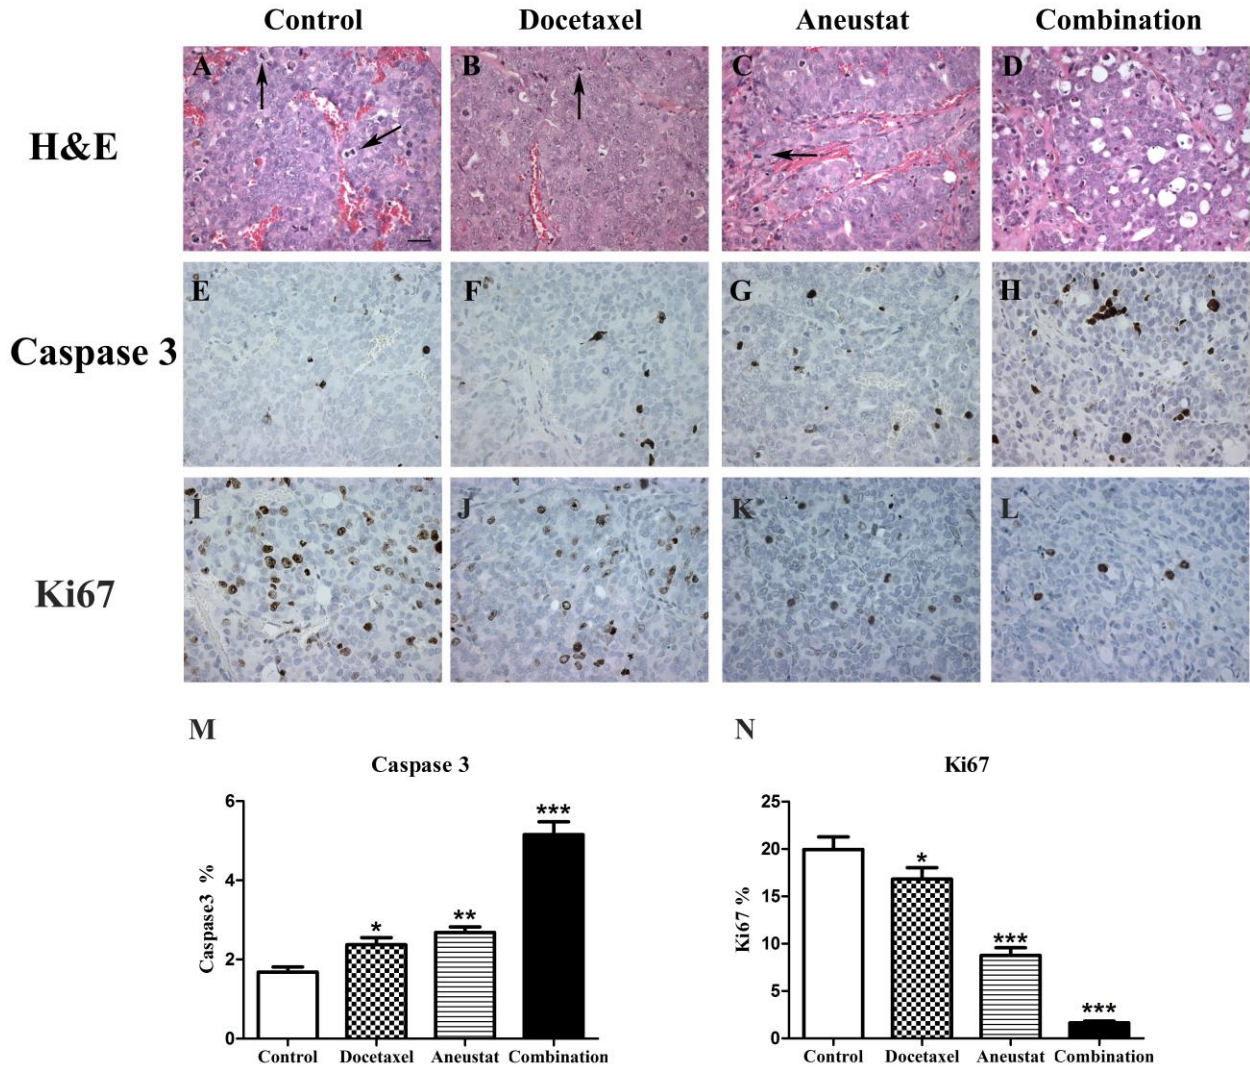 Control Docetaxel Aneustat Combination
H&E
A B C D
Caspase 3
E F G H
Ki67
I J K L
M
Caspase 3
Caspase3 %
6
4
2
0
*
**
***
Control Docetaxel Aneustat Combination
N
Ki67
Ki67 %
25
20
15
10
5
0
*
***
***
Control Docetaxel Aneustat Combination